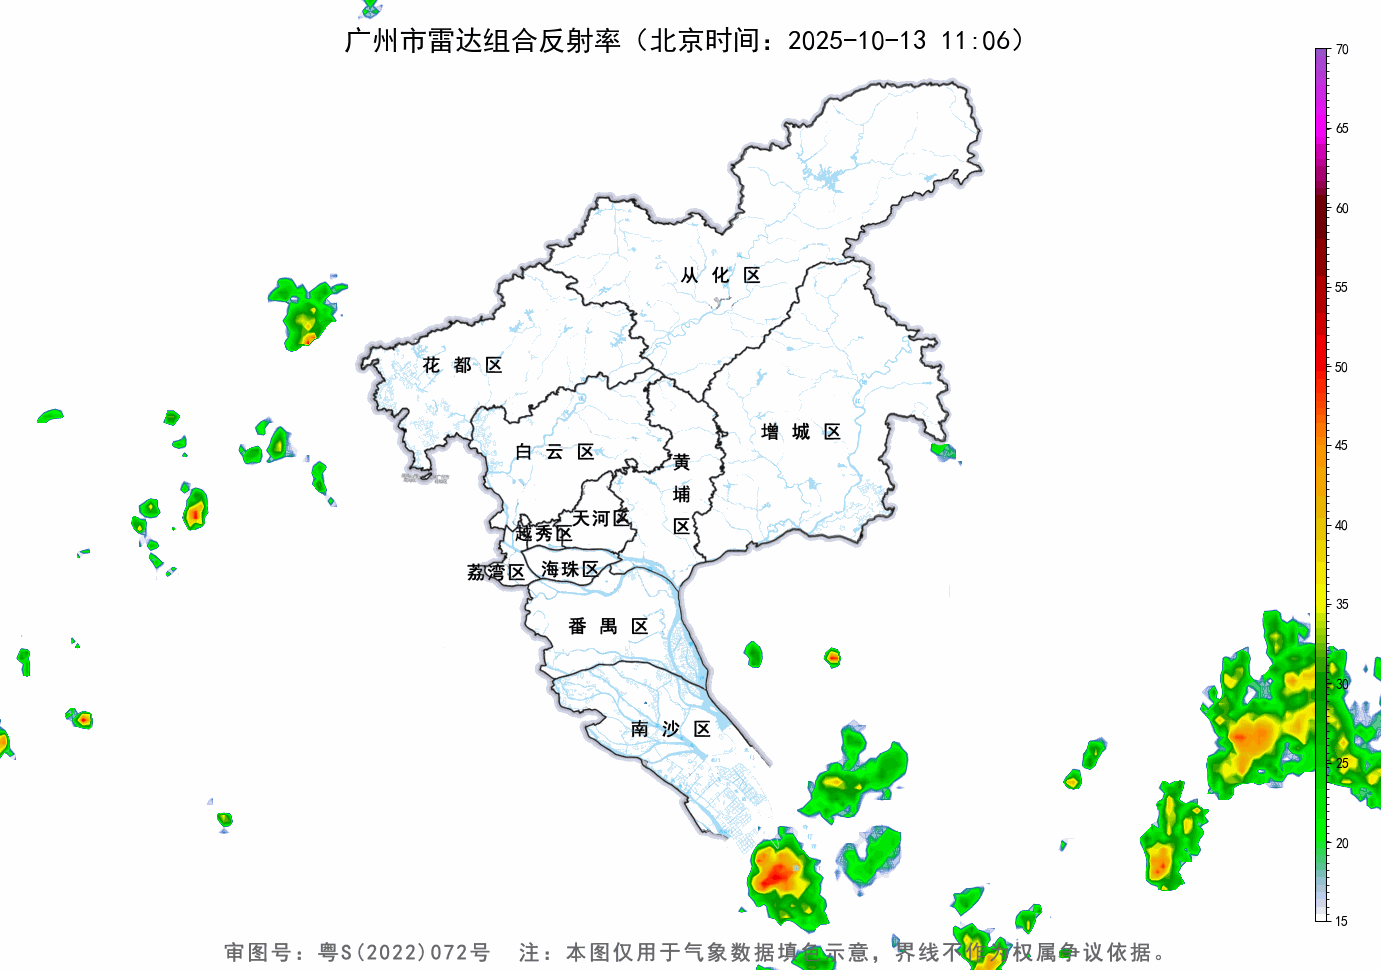 广州市雷达组合反射率（北京时间：2025-10-13 11:06）
70
65
60
55
50
45
40
35
30
25
20
15
从化区
花都区
增城区
白云区
黄埔区
天河区
越秀区
荔湾区
海珠区
番禺区
南沙区
审图号：粤S(2022)072号 注：本图仅用于气象数据填色示意，界线不作为权属争议依据。